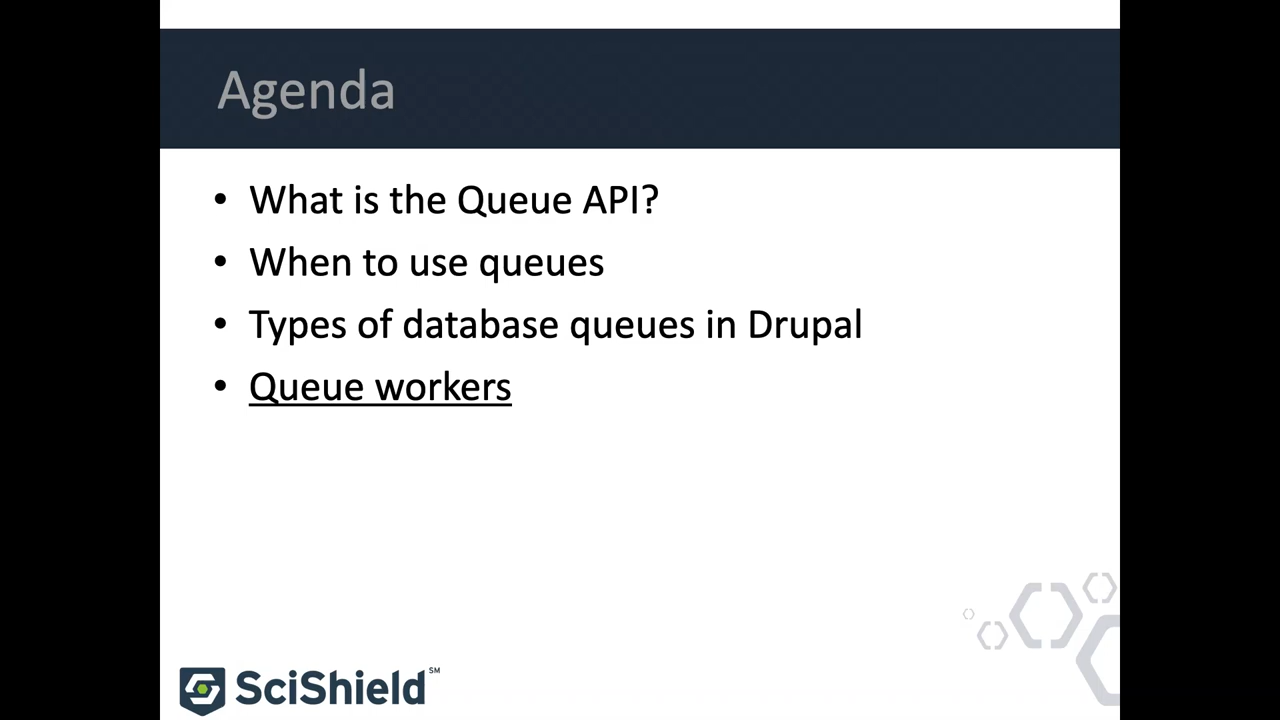 Agenda
• What is the Queue API?
• When to use queues
• Types of database queues in Drupal
• Queue workers
SciShield℠